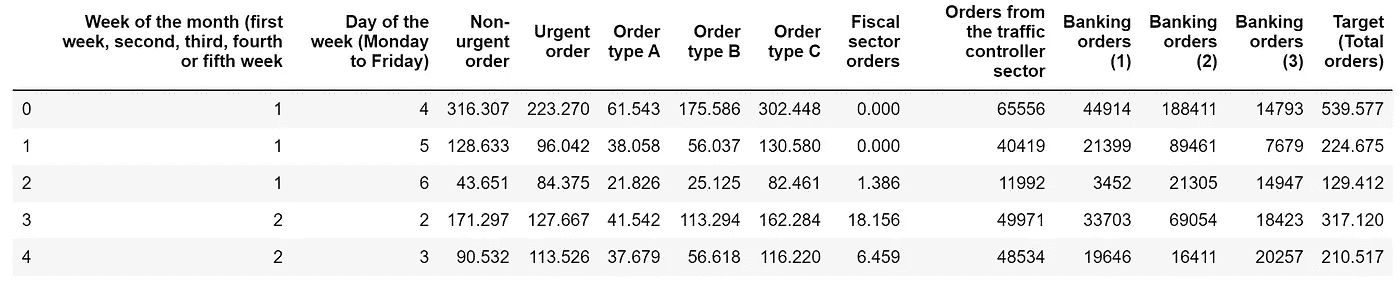 Week of the month (first week, second, third, fourth or fifth week Day of the week (Monday to Friday) Non-urgent order Urgent order Order type A Order type B Order type C Fiscal sector orders Orders from the traffic controller sector Banking orders (1) Banking orders (2) Banking orders (3) Target (Total orders)
0 1 4 316.307 223.270 61.543 175.586 302.448 0.000 65556 44914 188411 14793 539.577
1 1 5 128.633 96.042 38.058 56.037 130.580 0.000 40419 21399 89461 7679 224.675
2 1 6 43.651 84.375 21.826 25.125 82.461 1.386 11992 3452 21305 14947 129.412
3 2 2 171.297 127.667 41.542 113.294 162.284 18.156 49971 33703 69054 18423 317.120
4 2 3 90.532 113.526 37.679 56.618 116.220 6.459 48534 19646 16411 20257 210.517